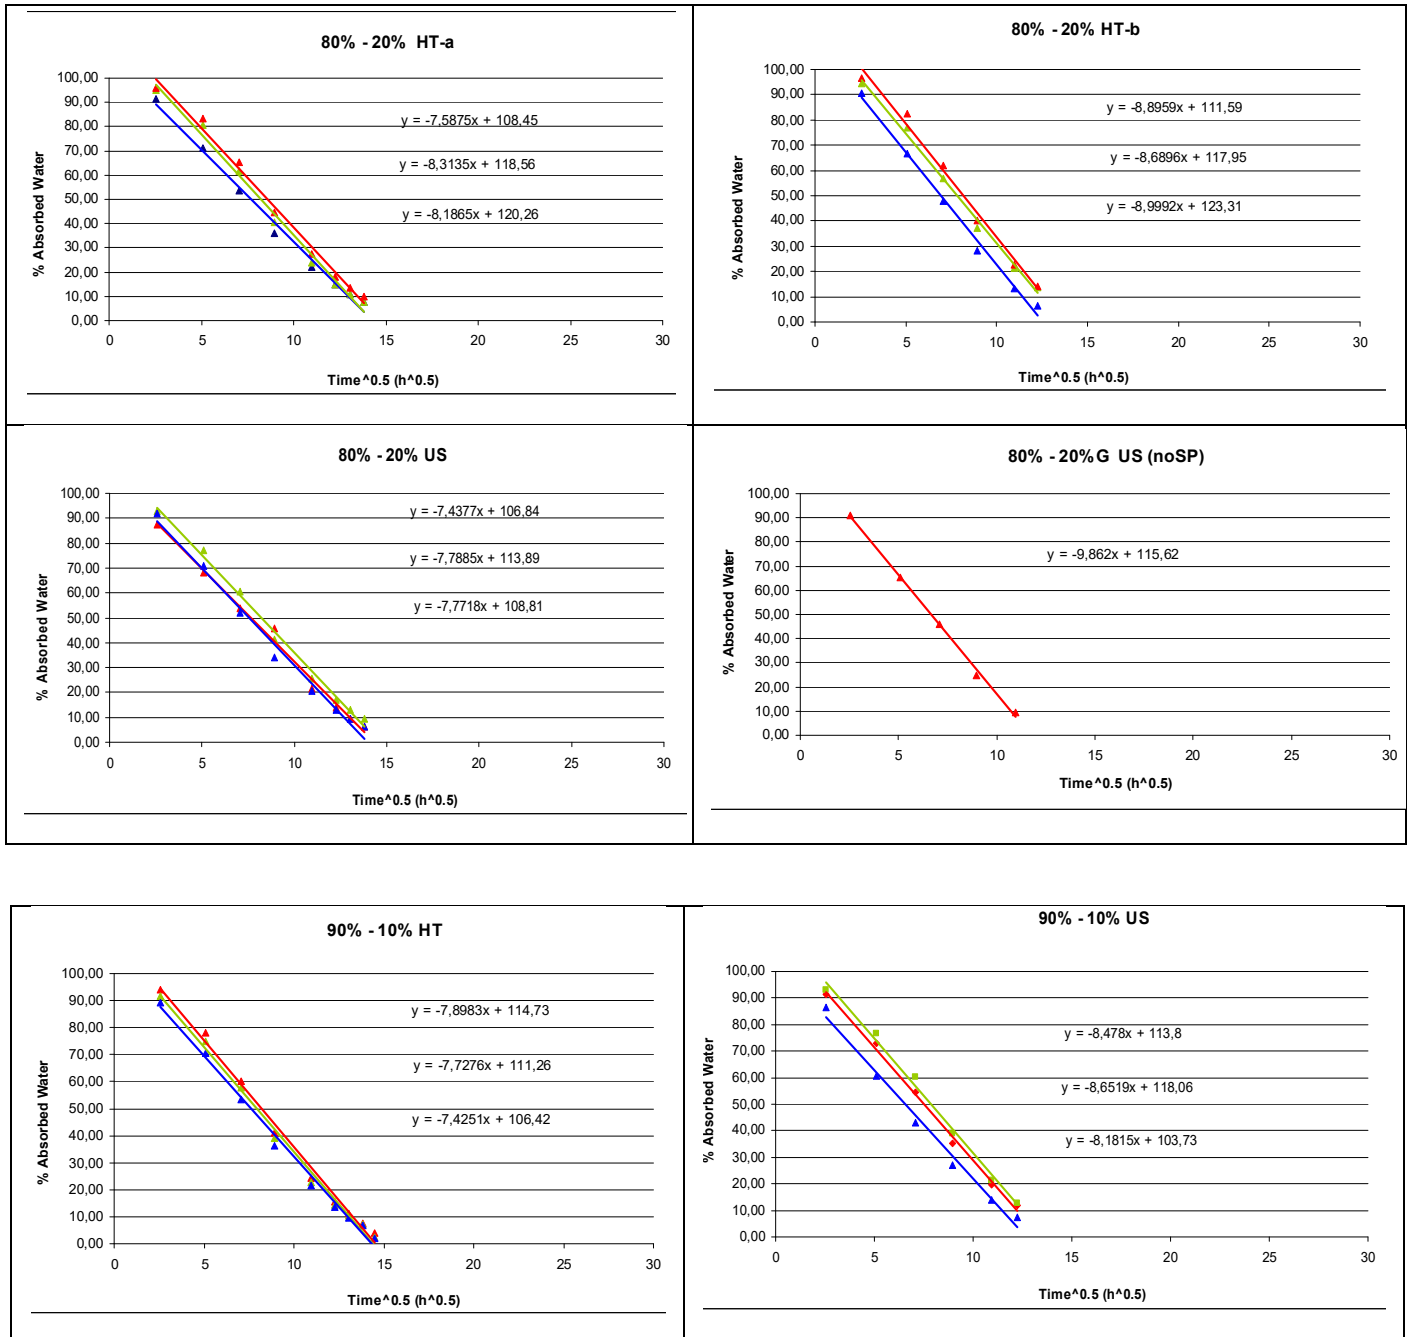 80% - 20% HT-a
100,00
90,00
80,00
70,00
60,00
50,00
40,00
30,00
20,00
10,00
0,00
% Absorbed Water
y = -7,5875x + 108,45
y = -8,3135x + 118,56
y = -8,1865x + 120,26
0 5 10 15 20 25 30
Time^0.5 (h^0.5)
80% - 20% HT-b
100,00
90,00
80,00
70,00
60,00
50,00
40,00
30,00
20,00
10,00
0,00
% Absorbed Water
y = -8,8959x + 111,59
y = -8,6896x + 117,95
y = -8,9992x + 123,31
0 5 10 15 20 25 30
Time^0.5 (h^0.5)
80% - 20% US
100,00
90,00
80,00
70,00
60,00
50,00
40,00
30,00
20,00
10,00
0,00
% Absorbed Water
y = -7,4377x + 106,84
y = -7,7885x + 113,89
y = -7,7718x + 108,81
0 5 10 15 20 25 30
Time^0.5 (h^0.5)
80% - 20%G US (noSP)
100,00
90,00
80,00
70,00
60,00
50,00
40,00
30,00
20,00
10,00
0,00
% Absorbed Water
y = -9,862x + 115,62
0 5 10 15 20 25 30
Time^0.5 (h^0.5)
90% - 10% HT
100,00
90,00
80,00
70,00
60,00
50,00
40,00
30,00
20,00
10,00
0,00
% Absorbed Water
y = -7,8983x + 114,73
y = -7,7276x + 111,26
y = -7,4251x + 106,42
0 5 10 15 20 25 30
Time^0.5 (h^0.5)
90% - 10% US
100,00
90,00
80,00
70,00
60,00
50,00
40,00
30,00
20,00
10,00
0,00
% Absorbed Water
y = -8,478x + 113,8
y = -8,6519x + 118,06
y = -8,1815x + 103,73
0 5 10 15 20 25 30
Time^0.5 (h^0.5)